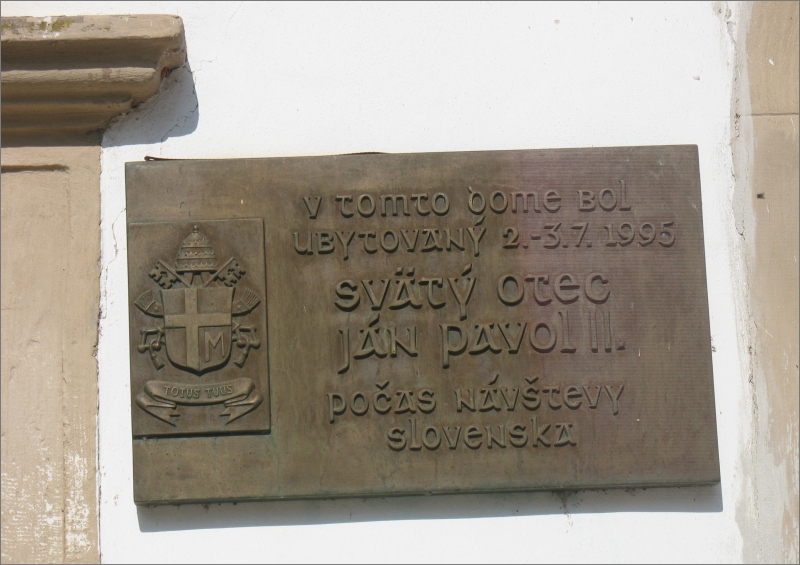 V TOMTO DOME BOL
UBYTOVANÝ 2.-3.7. 1995
SVÄTÝ OTEC
JÁN PAVOL II.
POČAS NÁVŠTEVY
SLOVENSKA
M
TOTUS TUUS